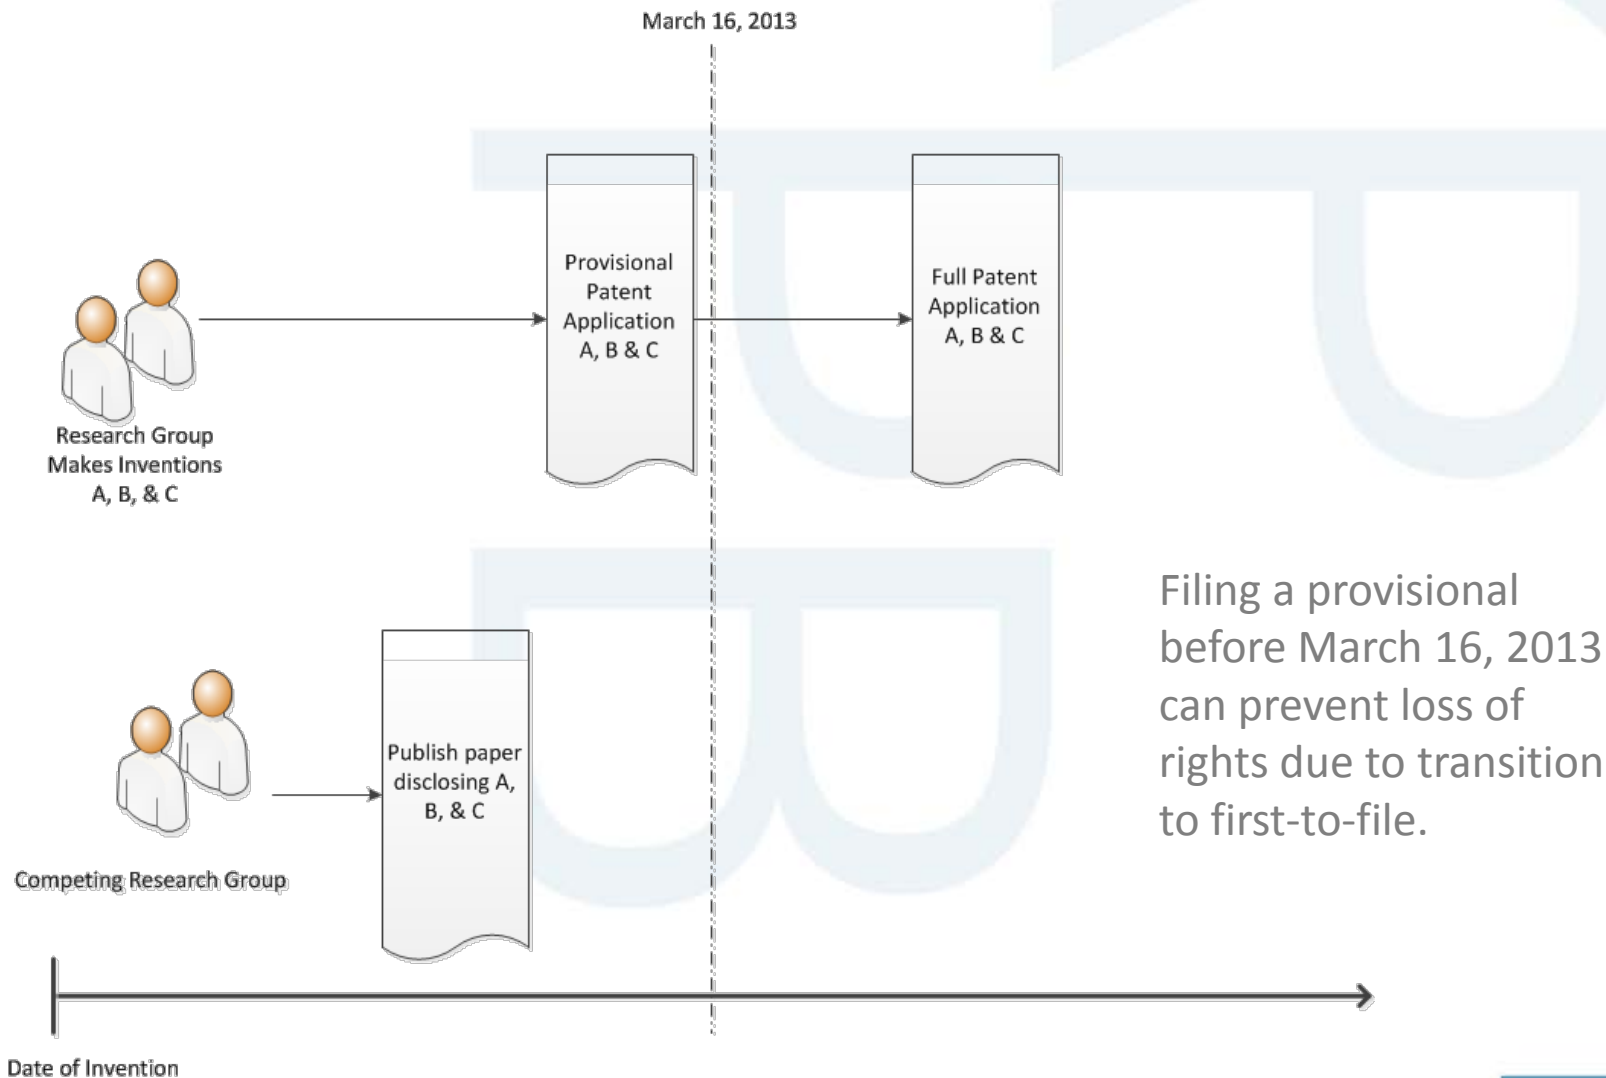 March 16, 2013
Provisional
Patent
Application
A, B & C
Full Patent
Application
A, B & C
Research Group
Makes Inventions
A, B, & C
Filing a provisional
before March 16, 2013
can prevent loss of
rights due to transition
to first-to-file.
Publish paper
disclosing A,
B, & C
Competing Research Group
Date of Invention